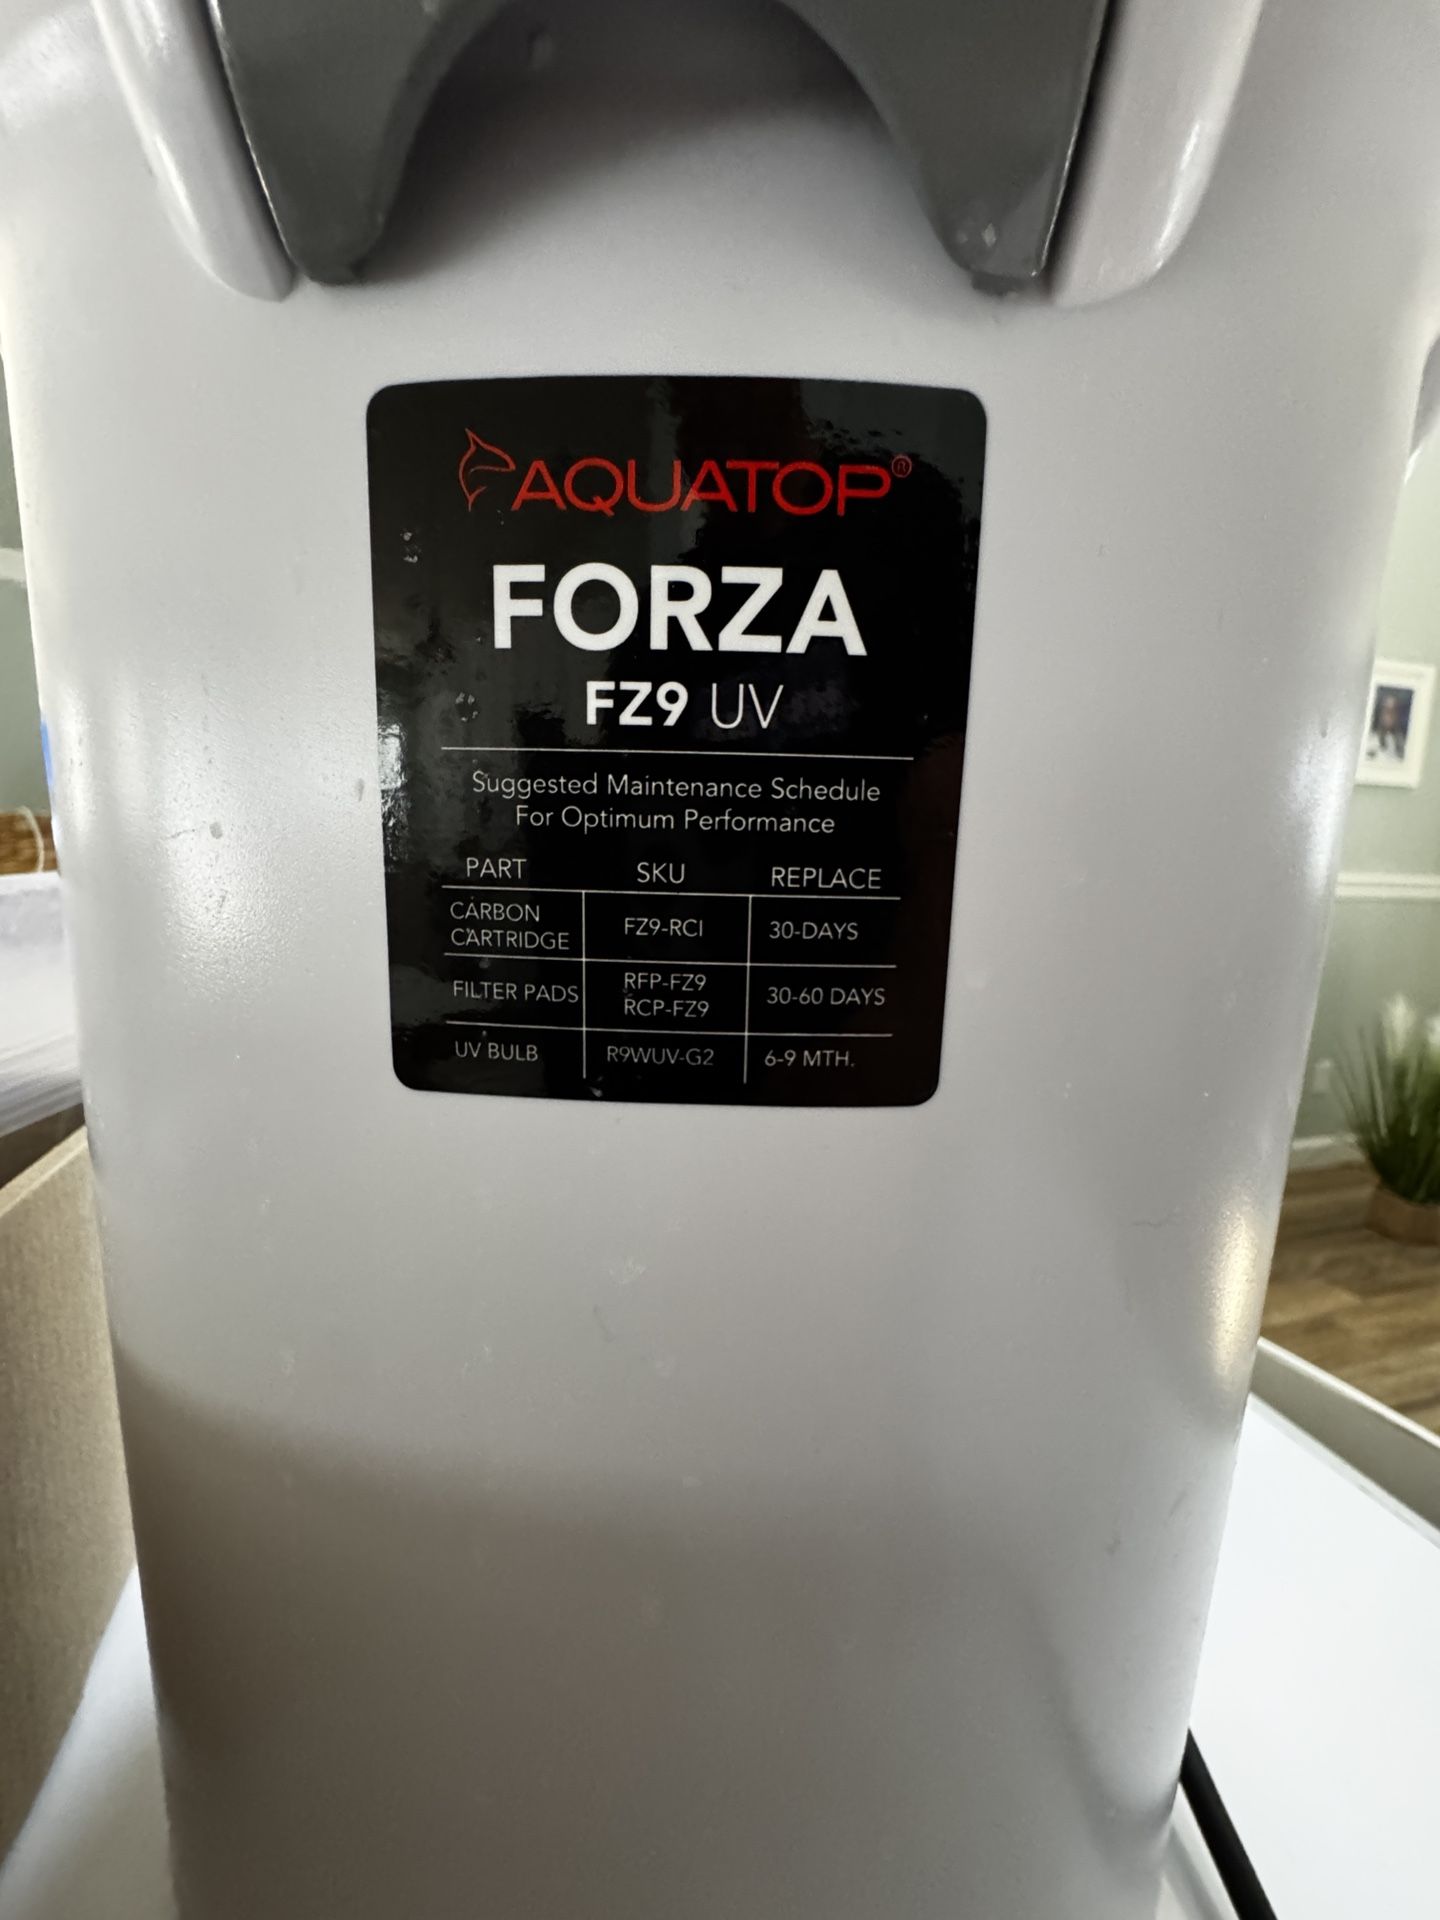 AQUATOP®
FORZA
FZ9 UV
Suggested Maintenance Schedule
For Optimum Performance
PART SKU REPLACE
CARBON CARTRIDGE FZ9-RCI 30-DAYS
FILTER PADS RFP-FZ9 RCP-FZ9 30-60 DAYS
UV BULB R9WUV-G2 6-9 MTH.